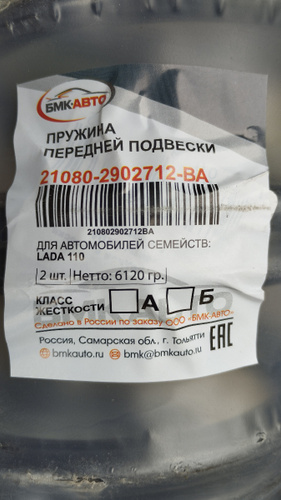 БМК-АВТО
ПРУЖИНА
ПЕРЕДНЕЙ ПОДВЕСКИ
21080-2902712-ВА
210802902712ВА
ДЛЯ АВТОМОБИЛЕЙ СЕМЕЙСТВ:
LADA 110
2 шт. Нетто: 6120 гр.
КЛАСС
ЖЕСТКОСТИ А Б
Сделано в России по заказу ООО "БМК АВТО"
Россия, Самарская обл., г. Тольятти
bmkauto.ru bmk@bmkauto.ru
ЕАС